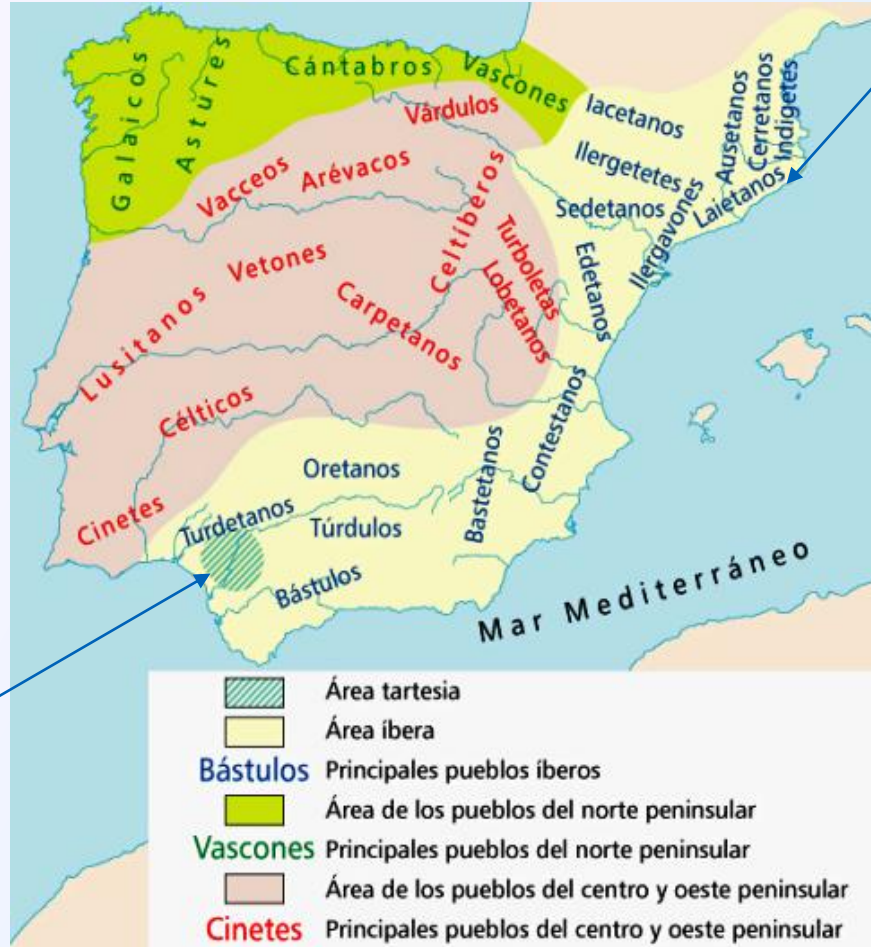 Galaicos
Astures
Cántabros
Vascones
Várdulos
Vacceos
Arévacos
Celtíberos
Turboletas
Lobetanos
Vetones
Carpetanos
Lusitanos
Célticos
Cinetes
Iacetanos
Ilergetetes
Sedetanos
Ausetanos
Cerretanos
Indigetes
Laietanos
Ilergavones
Edetanos
Contestanos
Bastetanos
Oretanos
Turdetanos
Túrdulos
Bástulos
Mar Mediterráneo
Área tartesia
Área íbera
Bástulos Principales pueblos íberos
Área de los pueblos del norte peninsular
Vascones Principales pueblos del norte peninsular
Área de los pueblos del centro y oeste peninsular
Cinetes Principales pueblos del centro y oeste peninsular